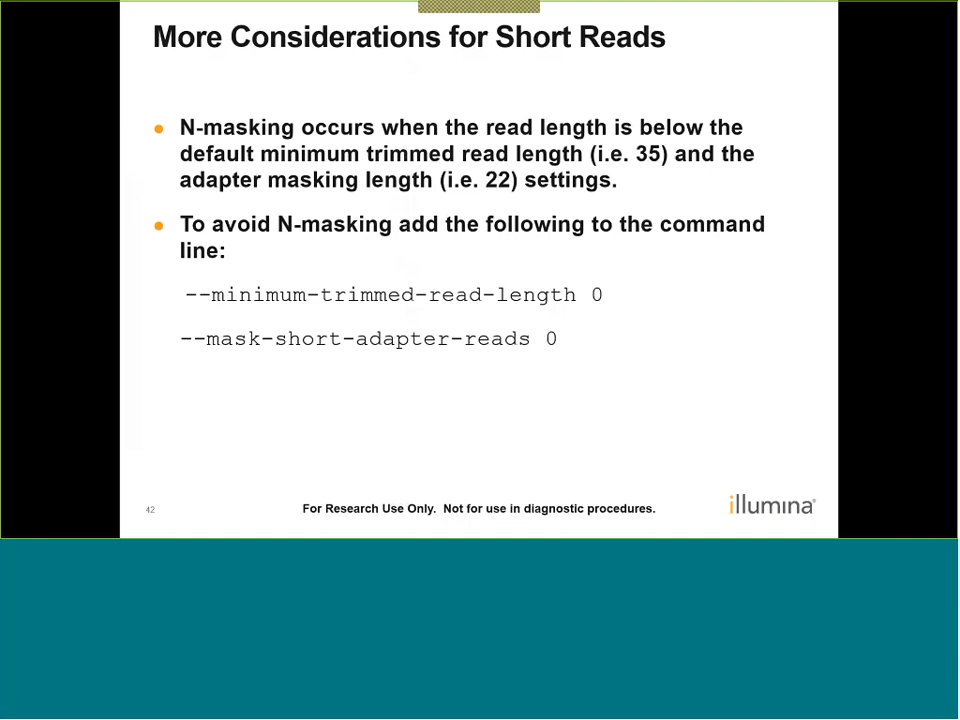 More Considerations for Short Reads
N-masking occurs when the read length is below the
default minimum trimmed read length (i.e. 35) and the
adapter masking length (i.e. 22) settings.
To avoid N-masking add the following to the command
line:
--minimum-trimmed-read-length 0
--mask-short-adapter-reads 0
42
For Research Use Only. Not for use in diagnostic procedures.
illumina®